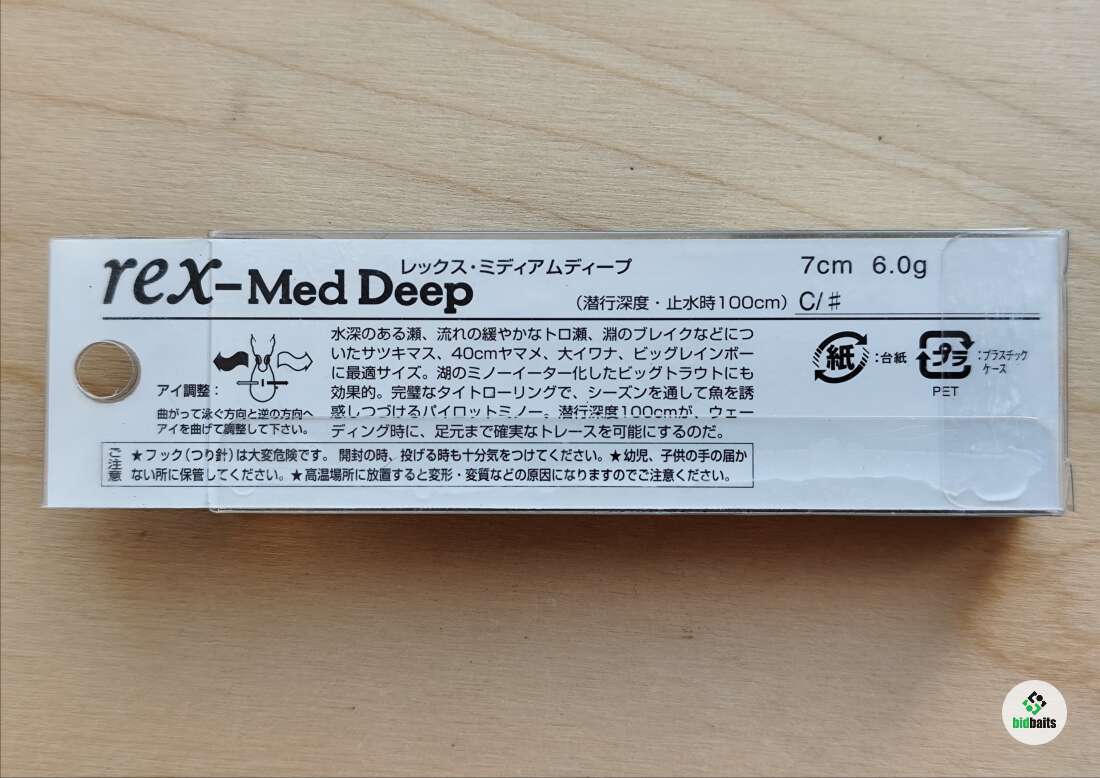 rex-Med Deep レックス・ミディアムディープ 7cm 6.0g
（潜行深度・止水時100cm） C/#
水深のある瀬、流れの緩やかなトロ瀬、淵のブレイクなどにつ
いたサツキマス、40cmヤマメ、大イワナ、ビッグレインボー
に最適サイズ。湖のミノーイーター化したビッグトラウトにも
効果的。完璧なタイトローリングで、シーズンを通して魚を誘
惑しつづけるパイロットミノー。潜行深度100cmが、ウェー
ディング時に、足元まで確実なトレースを可能にするのだ。
アイ調整：
曲がって泳ぐ方向と逆の方向へ
アイを曲げて調整して下さい。
紙 ：台紙
プラ ：プラスチック
ケース
PET
ご注意
★フック（つり針）は大変危険です。開封の時、投げる時も十分気をつけてください。★幼児、子供の手の届か
ない所に保管してください。★高温場所に放置すると変形・変質などの原因になりますのでご注意ください。
bidbaits